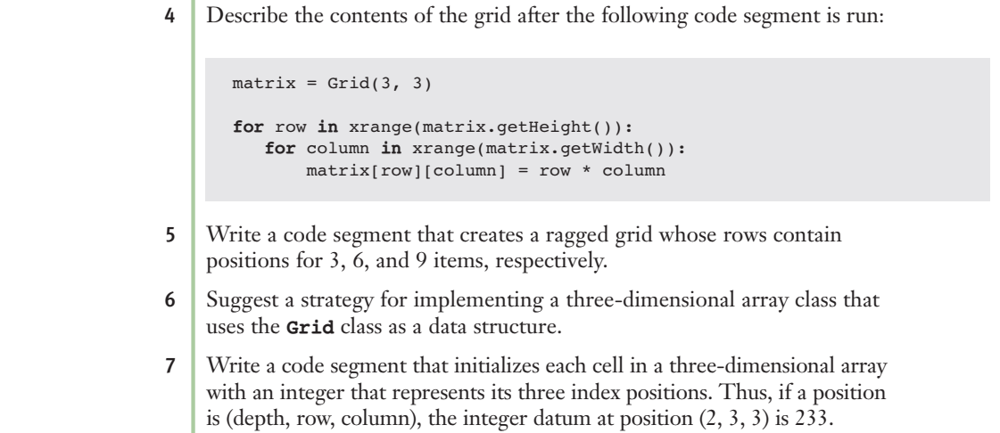 4 Describe the contents of the grid after the following code segment is run:
matrix = Grid(3, 3)
for row in xrange(matrix.getHeight()):
for column in xrange(matrix.getWidth()):
matrix[row][column] = row * column
5 Write a code segment that creates a ragged grid whose rows contain
positions for 3, 6, and 9 items, respectively.
6 Suggest a strategy for implementing a three-dimensional array class that
uses the Grid class as a data structure.
7 Write a code segment that initializes each cell in a three-dimensional array
with an integer that represents its three index positions. Thus, if a position
is (depth, row, column), the integer datum at position (2, 3, 3) is 233.